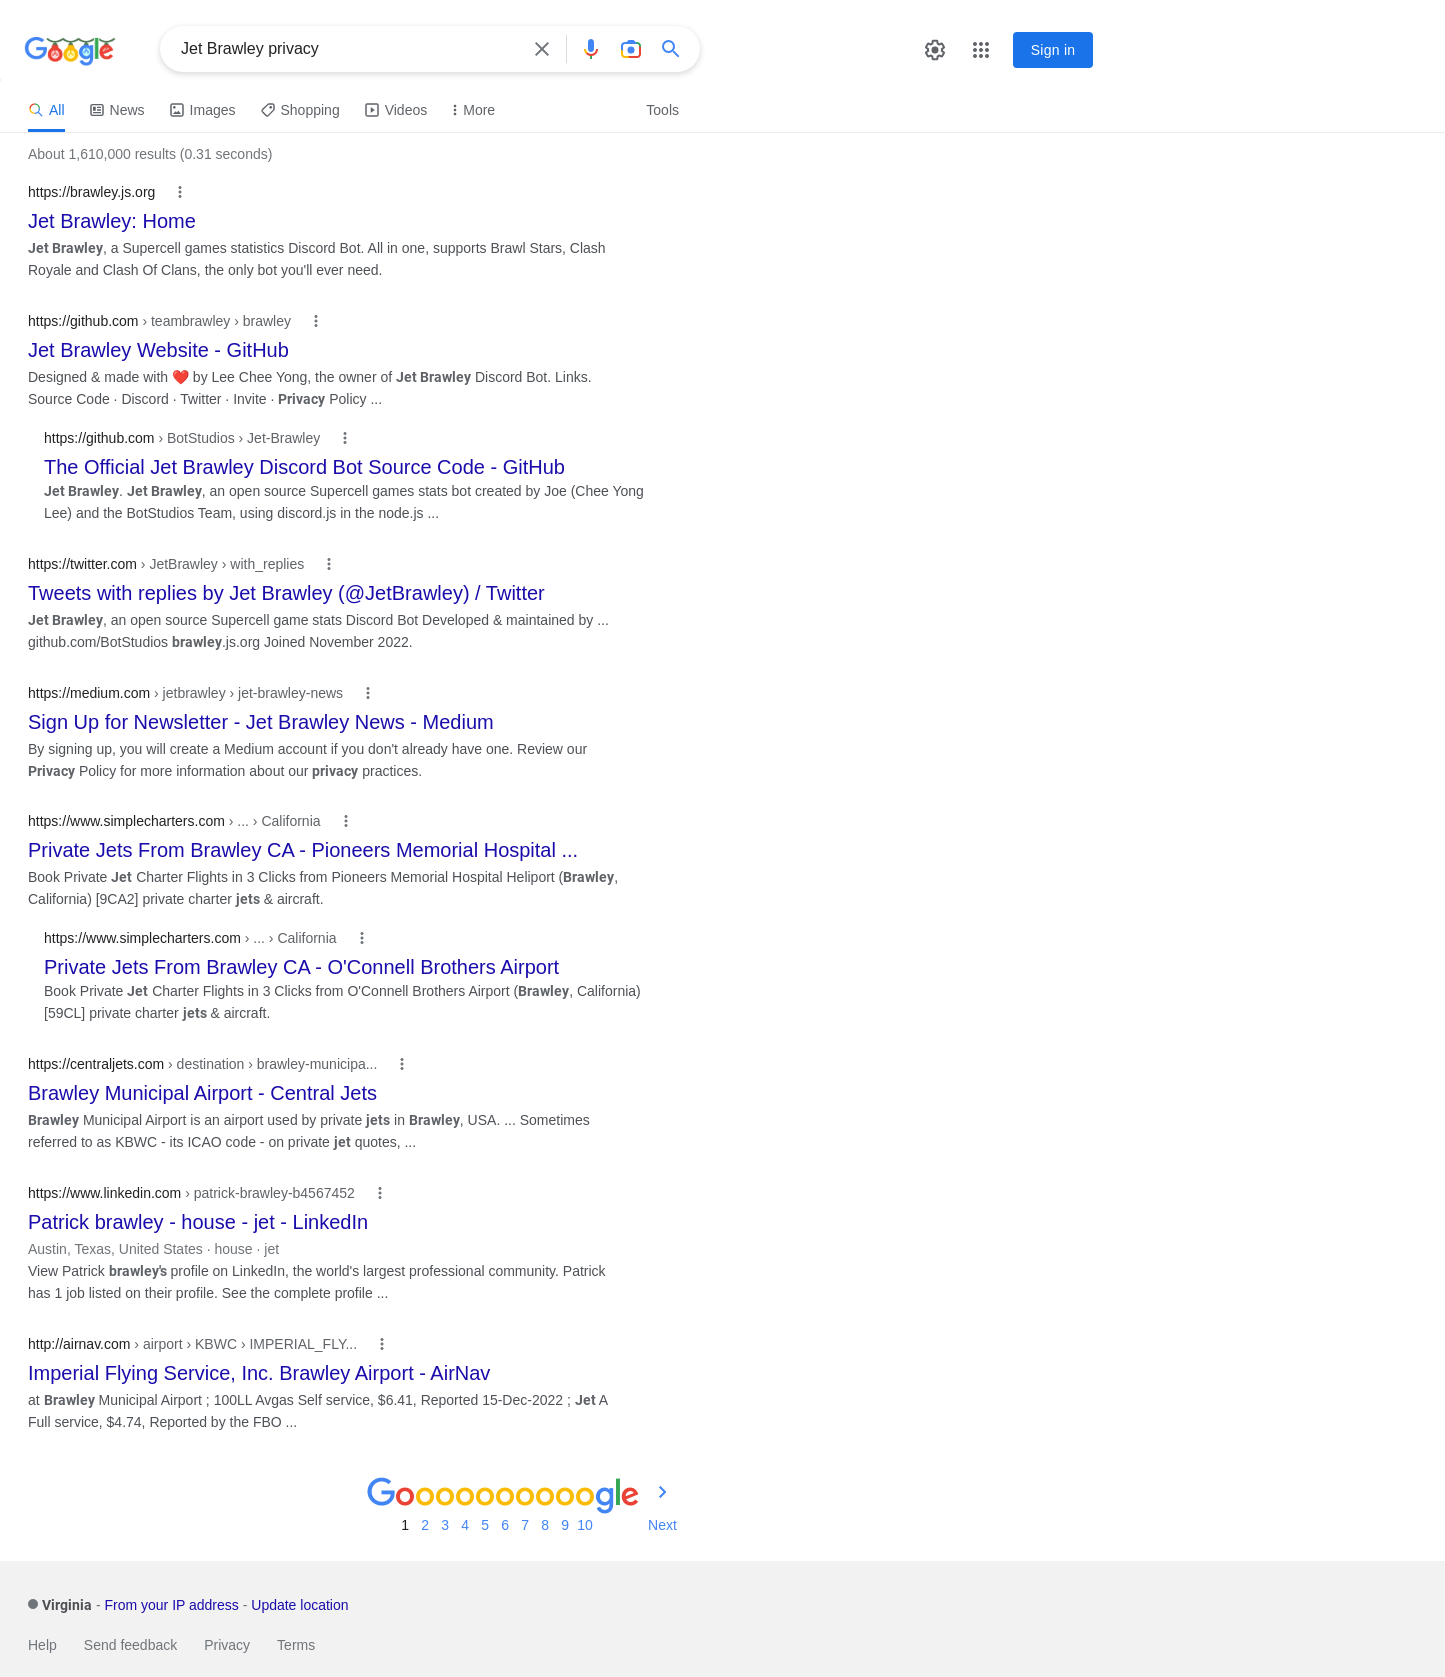 Google
Jet Brawley privacy
Sign in
All
News
Images
Shopping
Videos
More
Tools
About 1,610,000 results (0.31 seconds)
https://brawley.js.org
Jet Brawley: Home
Jet Brawley, a Supercell games statistics Discord Bot. All in one, supports Brawl Stars, Clash
Royale and Clash Of Clans, the only bot you'll ever need.
https://github.com › teambrawley › brawley
Jet Brawley Website - GitHub
Designed & made with ❤️ by Lee Chee Yong, the owner of Jet Brawley Discord Bot. Links.
Source Code · Discord · Twitter · Invite · Privacy Policy ...
https://github.com › BotStudios › Jet-Brawley
The Official Jet Brawley Discord Bot Source Code - GitHub
Jet Brawley. Jet Brawley, an open source Supercell games stats bot created by Joe (Chee Yong
Lee) and the BotStudios Team, using discord.js in the node.js ...
https://twitter.com › JetBrawley › with_replies
Tweets with replies by Jet Brawley (@JetBrawley) / Twitter
Jet Brawley, an open source Supercell game stats Discord Bot Developed & maintained by ...
github.com/BotStudios brawley.js.org Joined November 2022.
https://medium.com › jetbrawley › jet-brawley-news
Sign Up for Newsletter - Jet Brawley News - Medium
By signing up, you will create a Medium account if you don't already have one. Review our
Privacy Policy for more information about our privacy practices.
https://www.simplecharters.com › ... › California
Private Jets From Brawley CA - Pioneers Memorial Hospital ...
Book Private Jet Charter Flights in 3 Clicks from Pioneers Memorial Hospital Heliport (Brawley,
California) [9CA2] private charter jets & aircraft.
https://www.simplecharters.com › ... › California
Private Jets From Brawley CA - O'Connell Brothers Airport
Book Private Jet Charter Flights in 3 Clicks from O'Connell Brothers Airport (Brawley, California)
[59CL] private charter jets & aircraft.
https://centraljets.com › destination › brawley-municipa...
Brawley Municipal Airport - Central Jets
Brawley Municipal Airport is an airport used by private jets in Brawley, USA. ... Sometimes
referred to as KBWC - its ICAO code - on private jet quotes, ...
https://www.linkedin.com › patrick-brawley-b4567452
Patrick brawley - house - jet - LinkedIn
Austin, Texas, United States · house · jet
View Patrick brawley's profile on LinkedIn, the world's largest professional community. Patrick
has 1 job listed on their profile. See the complete profile ...
http://airnav.com › airport › KBWC › IMPERIAL_FLY...
Imperial Flying Service, Inc. Brawley Airport - AirNav
at Brawley Municipal Airport ; 100LL Avgas Self service, $6.41, Reported 15-Dec-2022 ; Jet A
Full service, $4.74, Reported by the FBO ...
Goooooooooogle
1 2 3 4 5 6 7 8 9 10 Next
Virginia - From your IP address - Update location
Help Send feedback Privacy Terms